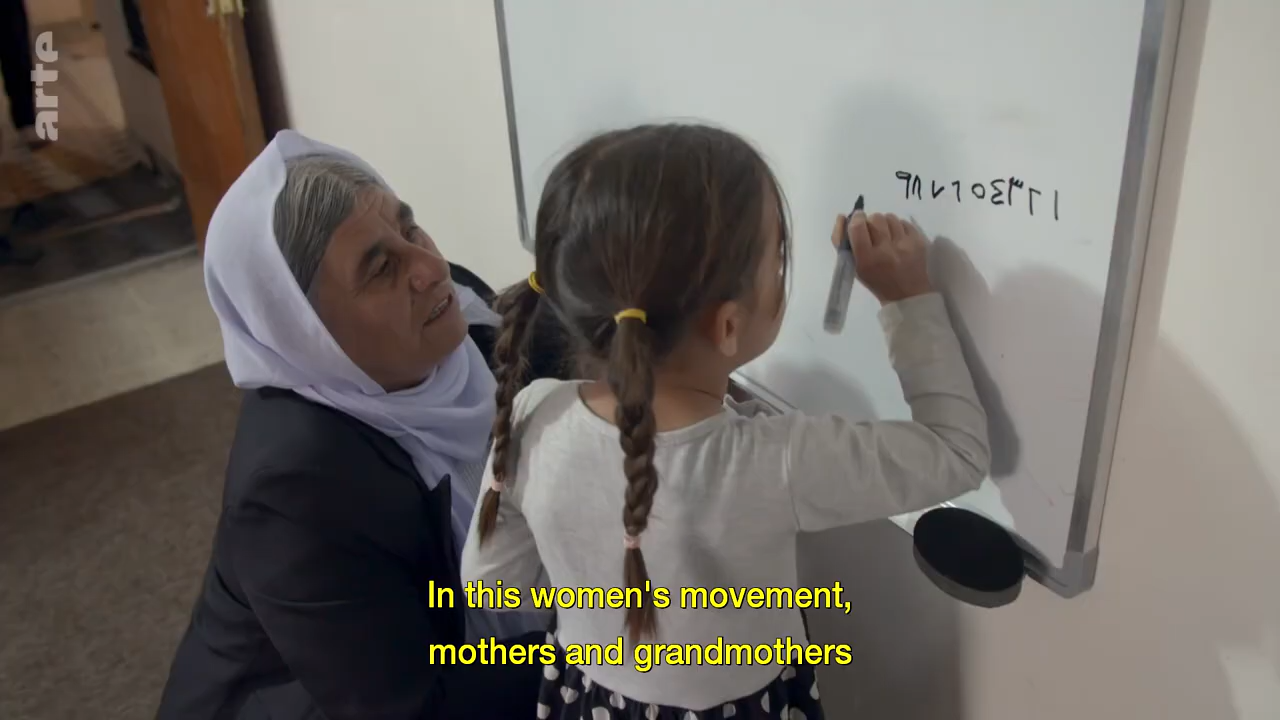 arte
٩٨٧٦٥٤٣٢١
In this women's movement,
mothers and grandmothers